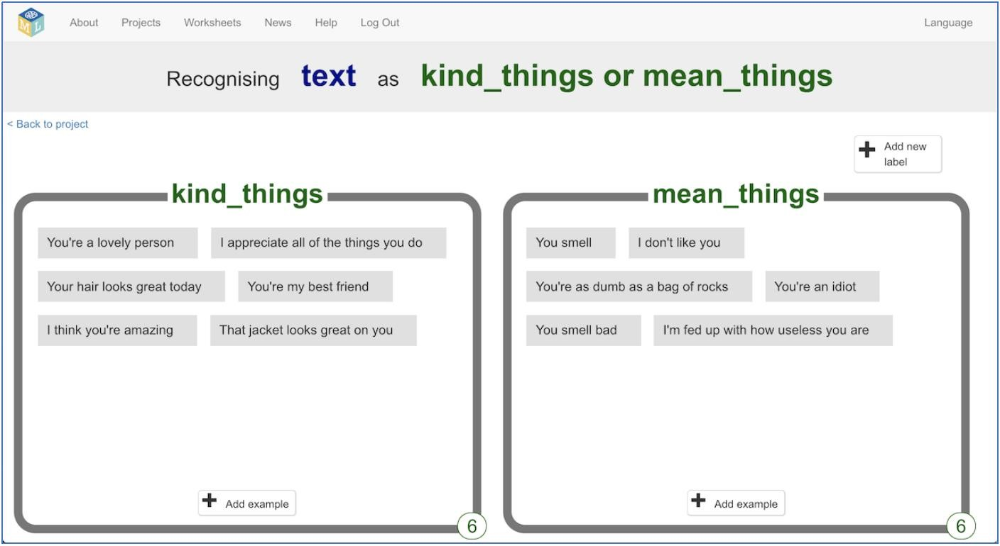 M L
About Projects Worksheets News Help Log Out Language
Recognising text as kind_things or mean_things
< Back to project
Add new
label
kind_things
You're a lovely person
I appreciate all of the things you do
Your hair looks great today
You're my best friend
I think you're amazing
That jacket looks great on you
Add example
6
mean_things
You smell
I don't like you
You're as dumb as a bag of rocks
You're an idiot
You smell bad
I'm fed up with how useless you are
Add example
6